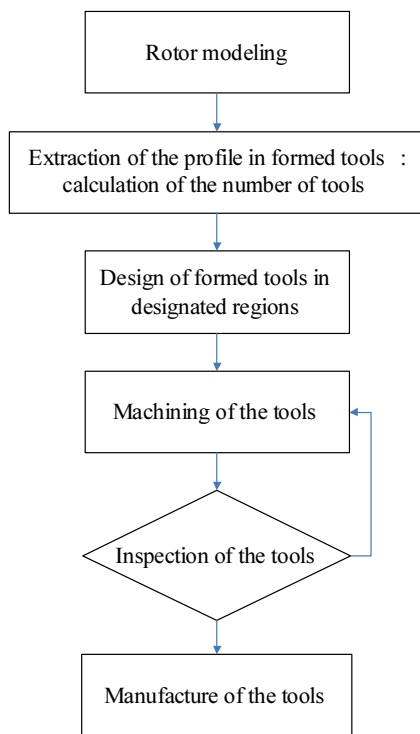 Rotor modeling
Extraction of the profile in formed tools :
calculation of the number of tools
Design of formed tools in
designated regions
Machining of the tools
Inspection of the tools
Manufacture of the tools